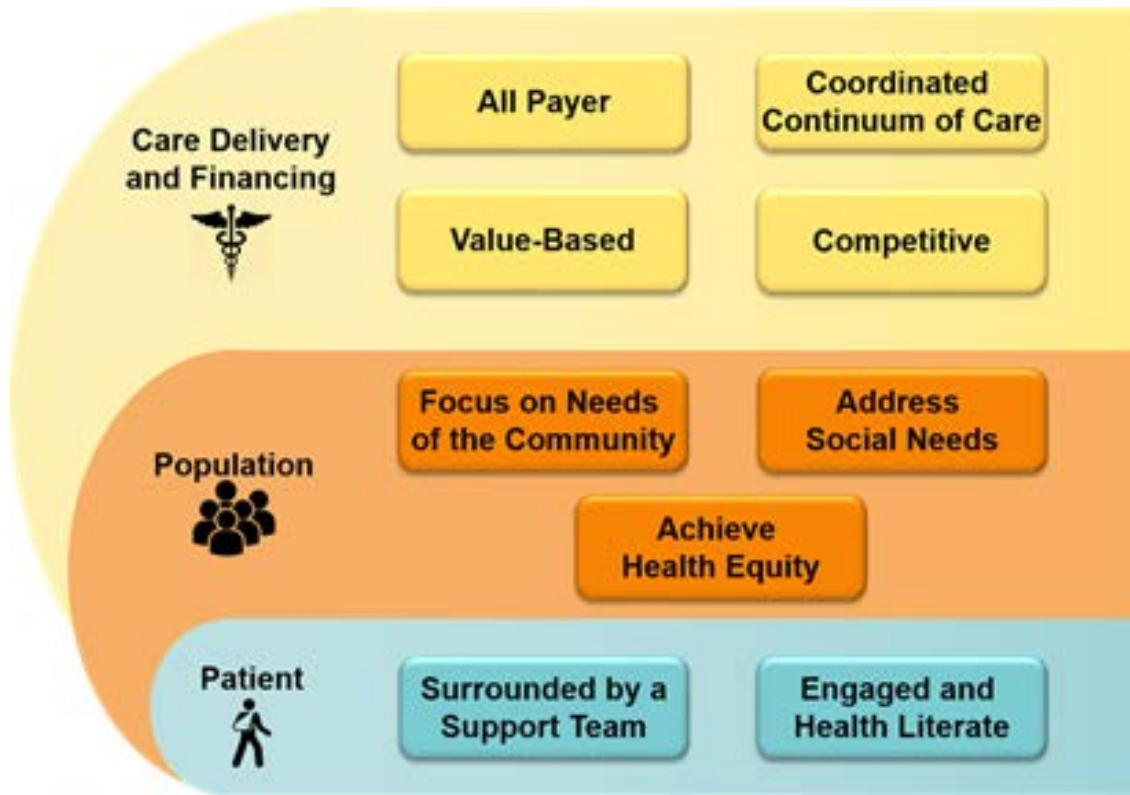 Care Delivery
and Financing
All Payer
Coordinated
Continuum of Care
Value-Based
Competitive
Population
Focus on Needs
of the Community
Address
Social Needs
Achieve
Health Equity
Patient
Surrounded by a
Support Team
Engaged and
Health Literate